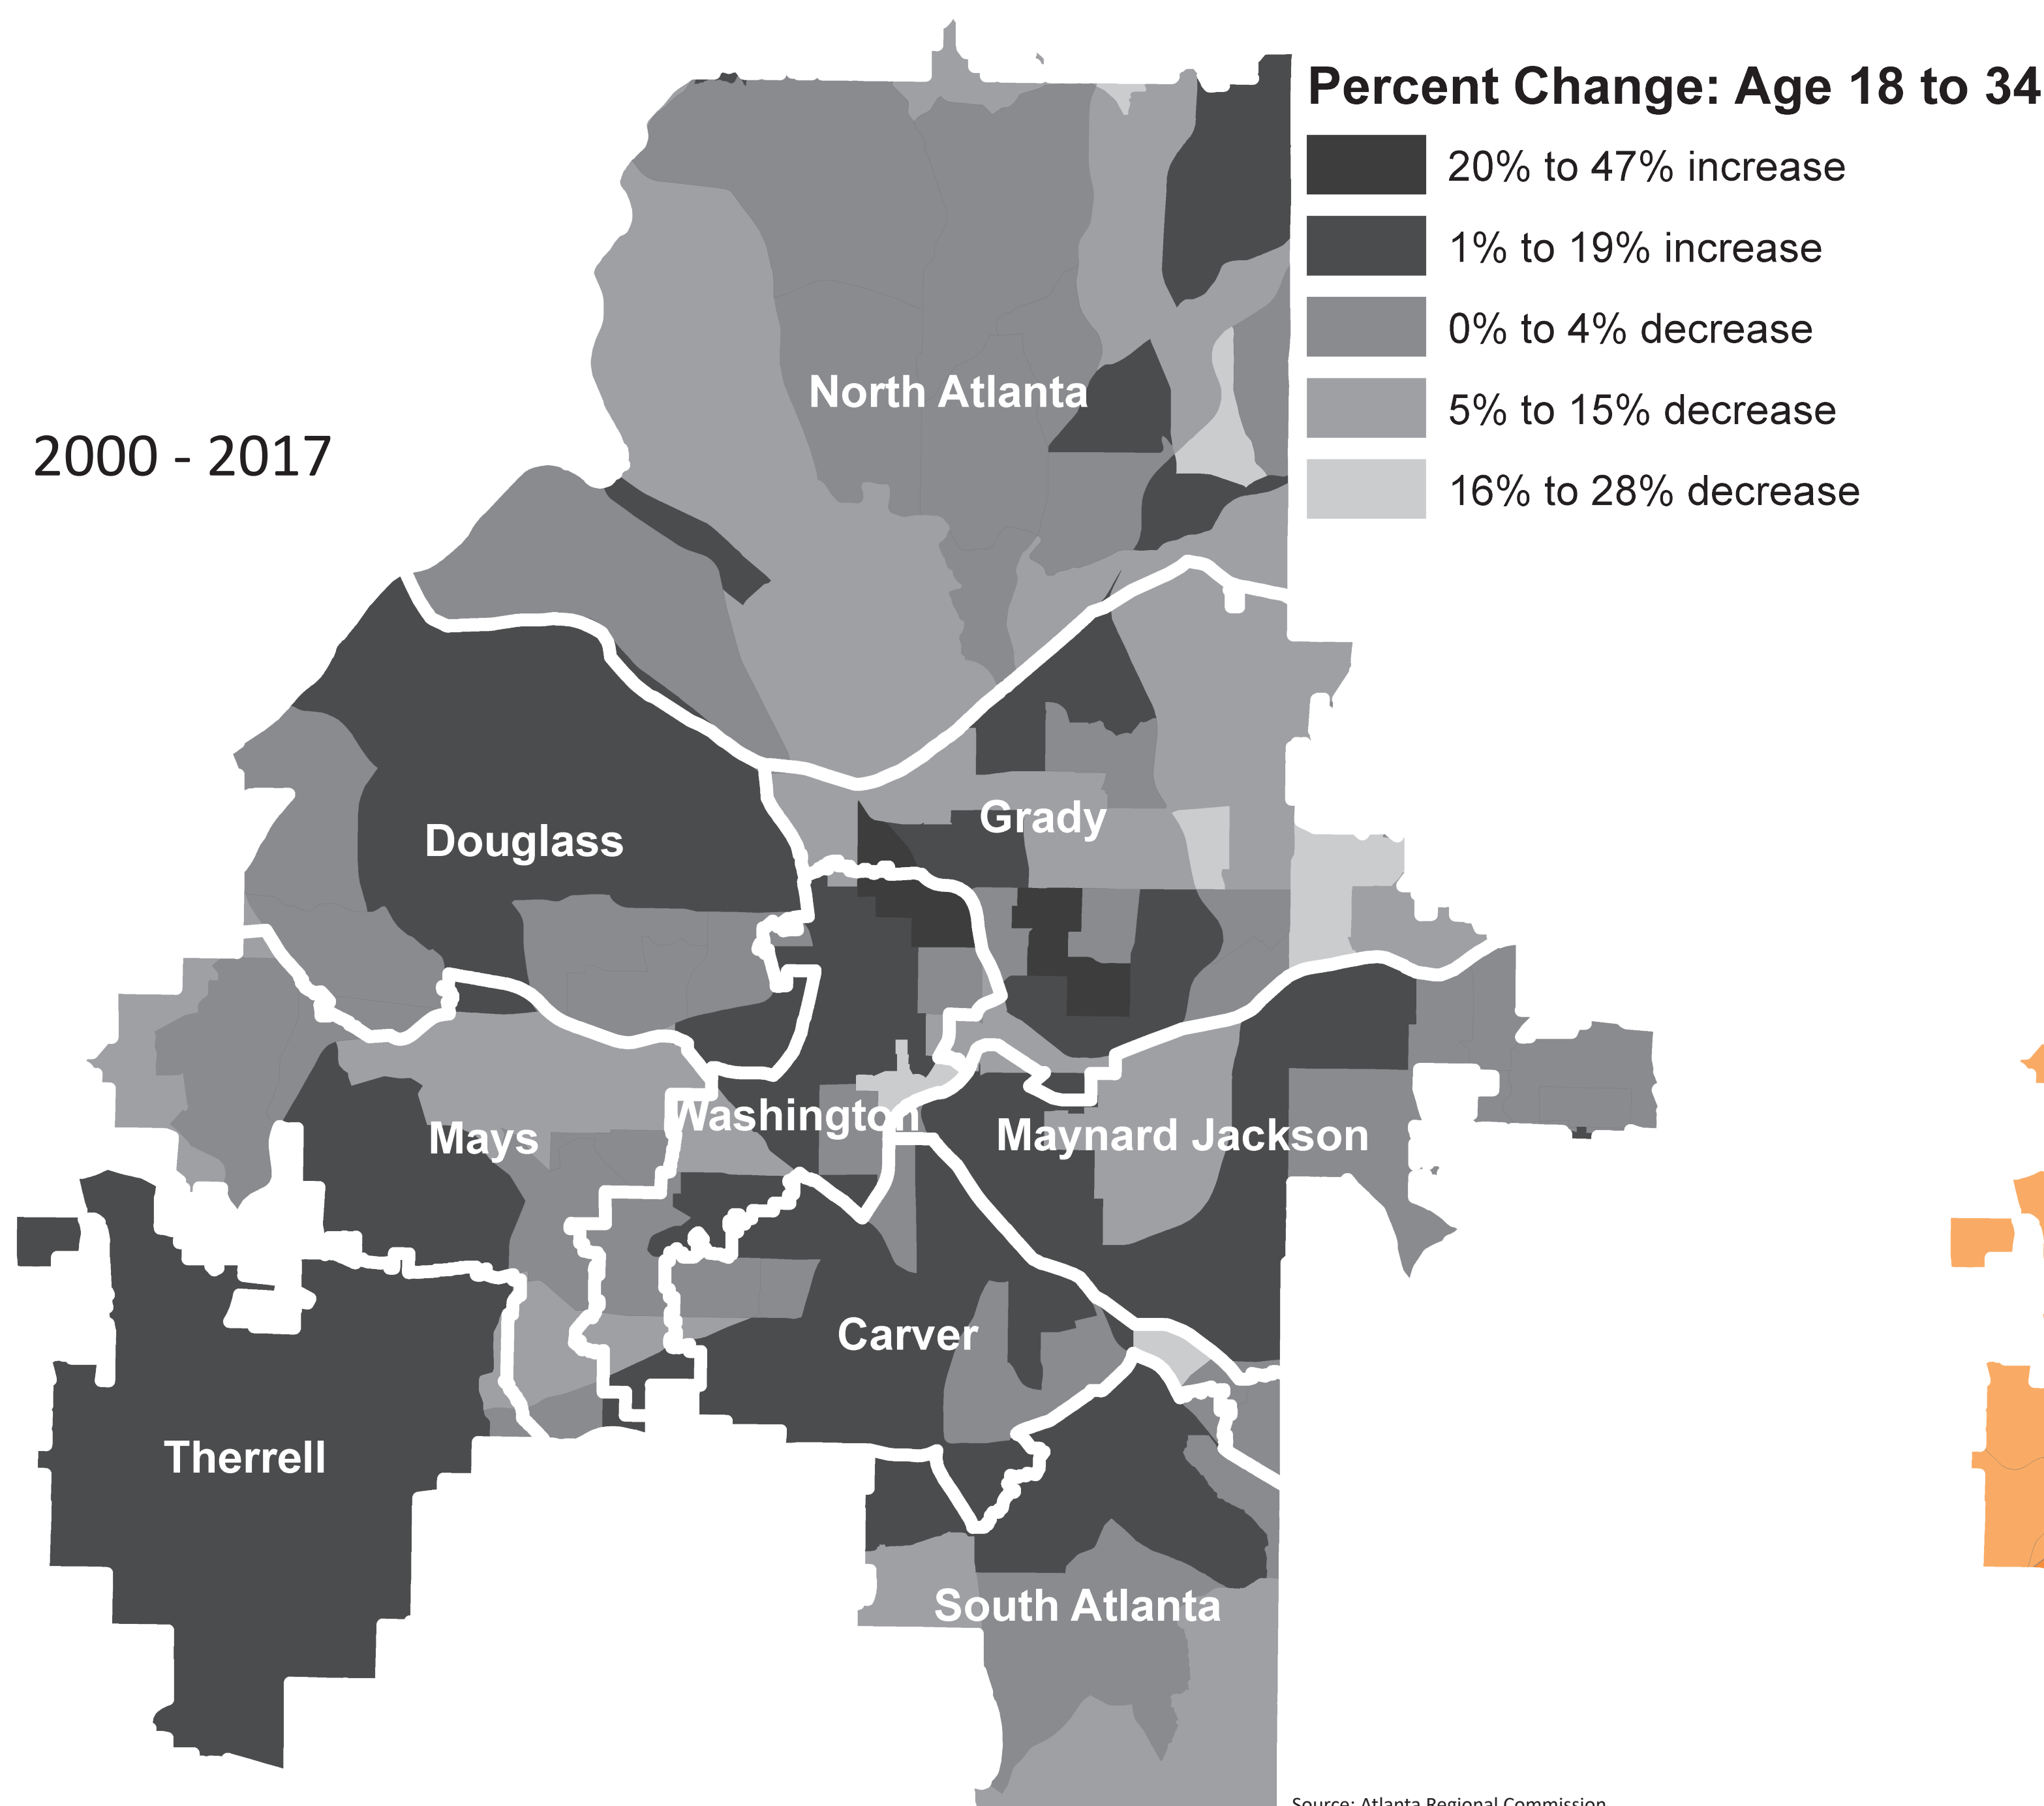 Percent Change: Age 18 to 34
20% to 47% increase
1% to 19% increase
0% to 4% decrease
5% to 15% decrease
16% to 28% decrease
2000 - 2017
North Atlanta
Grady
Douglass
Washington
Mays
Maynard Jackson
Carver
Therrell
South Atlanta
Source: Atlanta Regional Commission